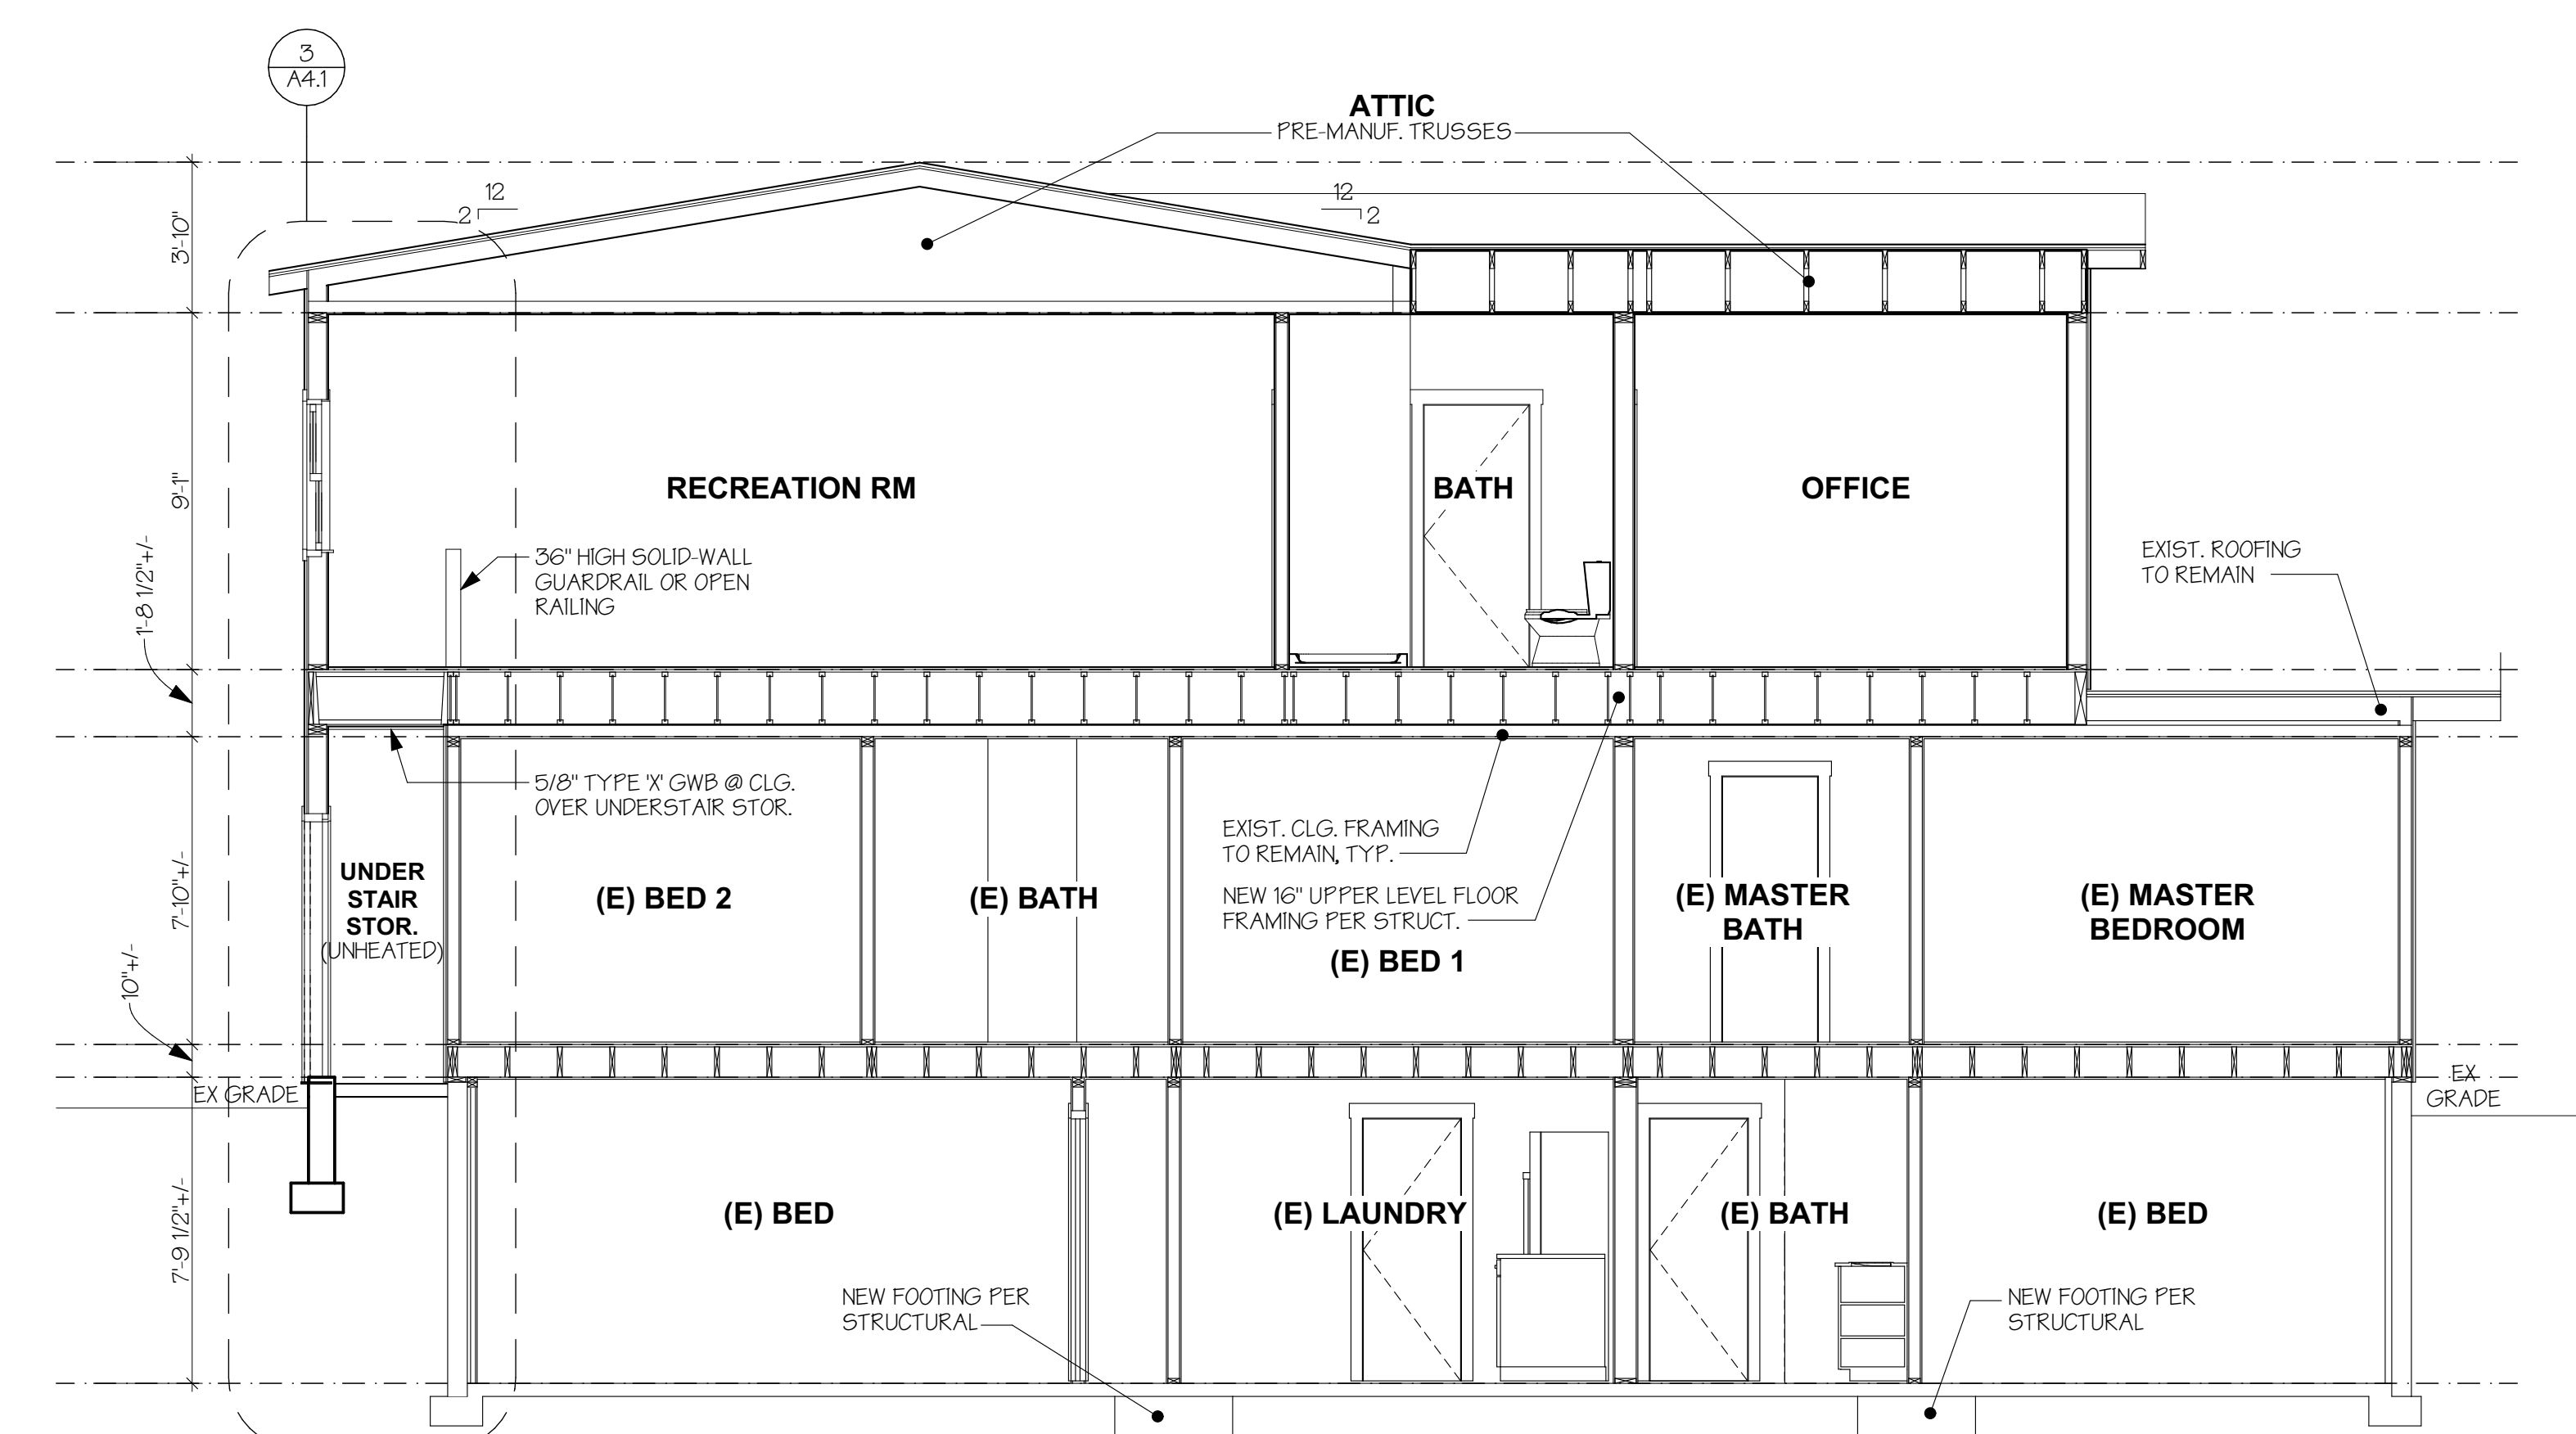 3
A4.1
ATTIC
PRE-MANUF. TRUSSES
12
2
12
2
3'-10"
9'-1"
RECREATION RM
BATH
OFFICE
36" HIGH SOLID-WALL
GUARDRAIL OR OPEN
RAILING
EXIST. ROOFING
TO REMAIN
1'-8 1/2"+/-
5/8" TYPE 'X' GWB @ CLG.
OVER UNDERSTAIR STOR.
EXIST. CLG. FRAMING
TO REMAIN, TYP.
NEW 16" UPPER LEVEL FLOOR
FRAMING PER STRUCT.
7'-10"+/-
UNDER
STAIR
STOR.
(UNHEATED)
(E) BED 2
(E) BATH
(E) BED 1
(E) MASTER
BATH
(E) MASTER
BEDROOM
10"+/-
EX GRADE
EX
GRADE
7'-9 1/2"+/-
(E) BED
(E) LAUNDRY
(E) BATH
(E) BED
NEW FOOTING PER
STRUCTURAL
NEW FOOTING PER
STRUCTURAL